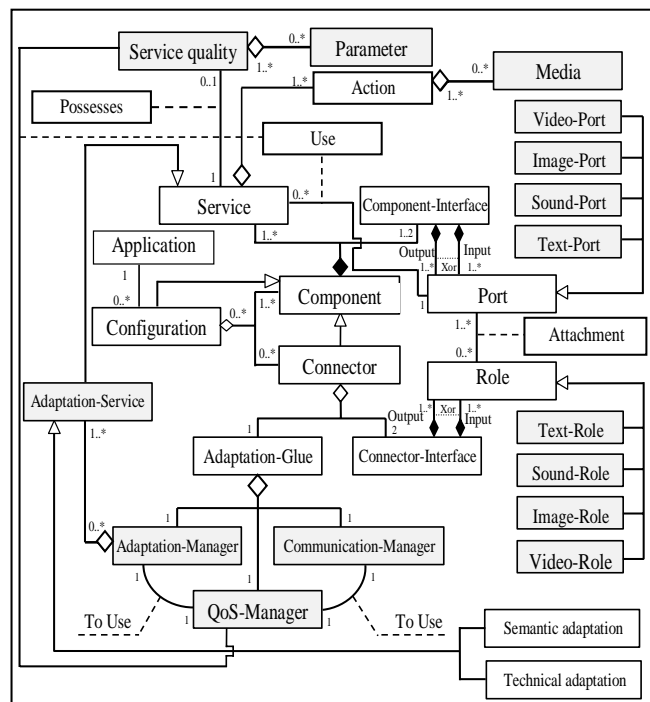 Service quality
0..*
Parameter
1..*
0..1
1..*
Action
0..*
Media
1..*
Possesses
Video-Port
Use
Image-Port
Sound-Port
1
0..*
Service
Component-Interface
Text-Port
1..*
1..2
Output
Input
Application
1..*
Xor
1..*
1
Component
1
Port
0..*
1..*
Configuration
0..*
1..*
Attachment
0..*
0..*
Connector
Role
Adaptation-Service
Output
1..*
Xor
1..*
Input
1..*
1
2
Text-Role
Adaptation-Glue
Connector-Interface
Sound-Role
0..*
1
1
Image-Role
Adaptation-Manager
Communication-Manager
Video-Role
1
1
1
To Use
1
QoS-Manager
1
To Use
Semantic adaptation
Technical adaptation